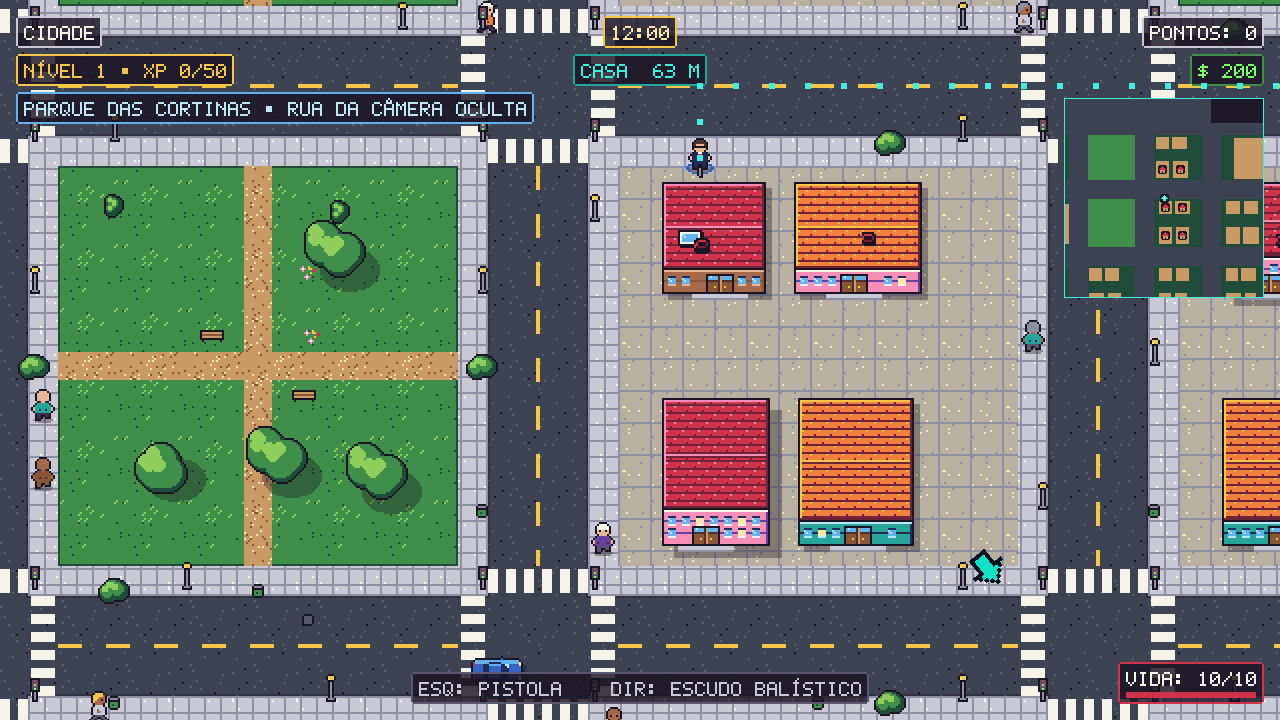 CIDADE
12:00
PONTOS: 0
NÍVEL 1 ▪ XP 0/50
CASA 63 M
$ 200
PARQUE DAS CORTINAS ▪ RUA DA CÂMERA OCULTA
ESQ: PISTOLA DIR: ESCUDO BALÍSTICO
VIDA: 10/10